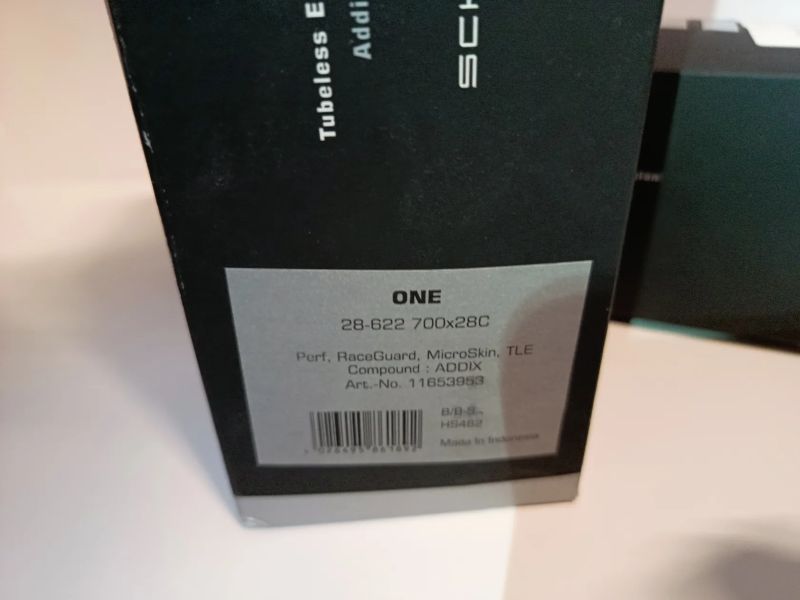 Tubeless E
Addi
SCH
ONE
28-622 700x28C
Perf, RaceGuard, MicroSkin, TLE
Compound : ADDIX
Art.-No. 11653953
HS462
Made in Indonesia